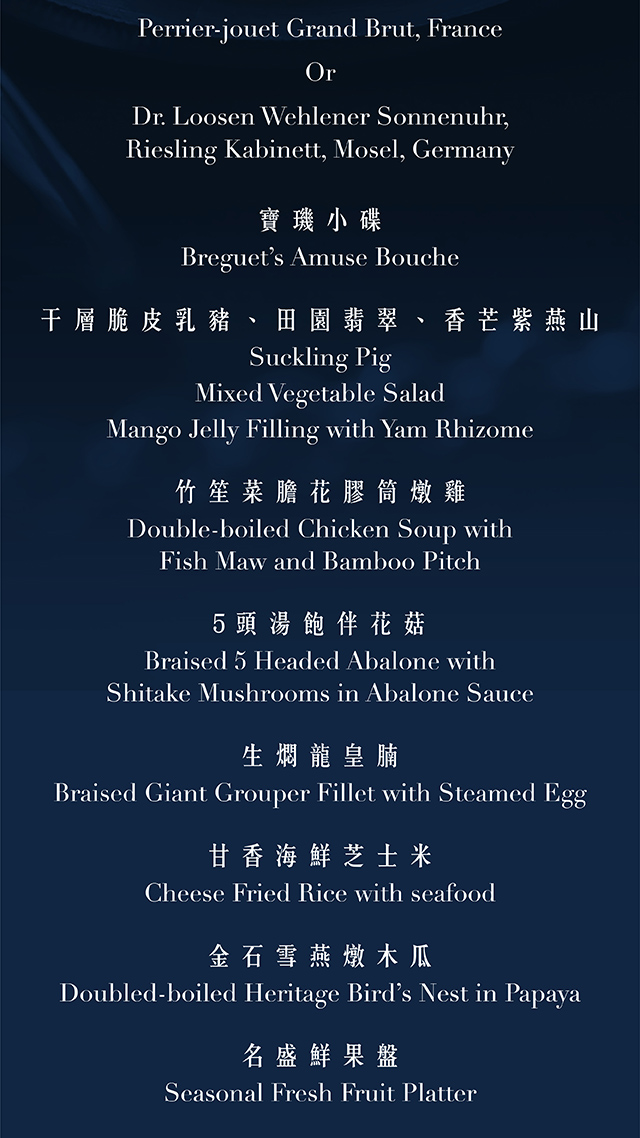 Perrier-jouet Grand Brut, France
Or
Dr. Loosen Wehlener Sonnenuhr,
Riesling Kabinett, Mosel, Germany
寶璣小碟
Breguet's Amuse Bouche
千層脆皮乳豬、田園翡翠、香芒紫燕山
Suckling Pig
Mixed Vegetable Salad
Mango Jelly Filling with Yam Rhizome
竹笙菜膽花膠筒燉雞
Double-boiled Chicken Soup with
Fish Maw and Bamboo Pitch
5頭湯鮑伴花菇
Braised 5 Headed Abalone with
Shitake Mushrooms in Abalone Sauce
生燜龍皇腩
Braised Giant Grouper Fillet with Steamed Egg
甘香海鮮芝士米
Cheese Fried Rice with seafood
金石雪燕燉木瓜
Doubled-boiled Heritage Bird's Nest in Papaya
名盛鮮果盤
Seasonal Fresh Fruit Platter